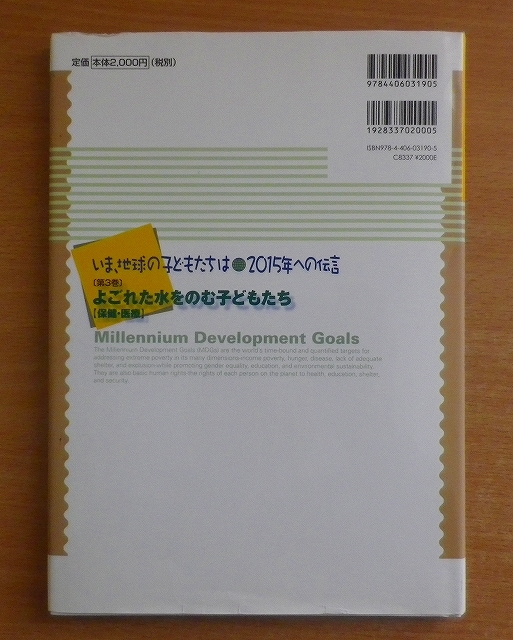 定価 本体2,000円 (税別)
9784406031905
1928337020005
ISBN978-4-406-03190-5
C8337 ¥2000E
いま、地球の子どもたちは●2015年への伝言
[第3巻]
よごれた水をのむ子どもたち
【保健・医療】
Millennium Development Goals
The Millennium Development Goals (MDGs) are the world's time-bound and quantified targets for
addressing extreme poverty in its many dimensions-income poverty, hunger, disease, lack of adequate
shelter, and exclusion-while promoting gender equality, education, and environmental sustainability.
They are also basic human rights-the rights of each person on the planet to health, education, shelter,
and security.